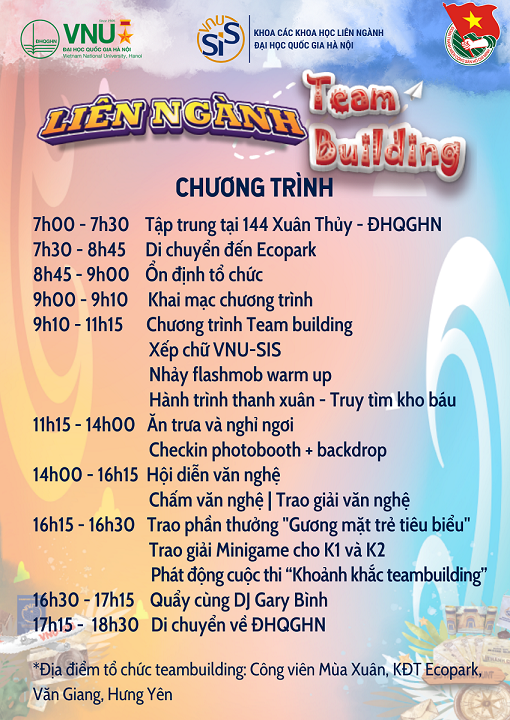 ĐHQGHN
Since 1906
VNU
ĐẠI HỌC QUỐC GIA HÀ NỘI
Vietnam National University, Hanoi
VNU
SIS
KHOA CÁC KHOA HỌC LIÊN NGÀNH
ĐẠI HỌC QUỐC GIA HÀ NỘI
LIÊN NGÀNH
Team
Building
CHƯƠNG TRÌNH
7h00 - 7h30 Tập trung tại 144 Xuân Thủy - ĐHQGHN
7h30 - 8h45 Di chuyển đến Ecopark
8h45 - 9h00 Ổn định tổ chức
9h00 - 9h10 Khai mạc chương trình
9h10 - 11h15 Chương trình Team building
Xếp chữ VNU-SIS
Nhảy flashmob warm up
Hành trình thanh xuân - Truy tìm kho báu
11h15 - 14h00 Ăn trưa và nghỉ ngơi
Checkin photobooth + backdrop
14h00 - 16h15 Hội diễn văn nghệ
Chấm văn nghệ | Trao giải văn nghệ
16h15 - 16h30 Trao phần thưởng "Gương mặt trẻ tiêu biểu"
Trao giải Minigame cho K1 và K2
Phát động cuộc thi “Khoảnh khắc teambuilding”
16h30 - 17h15 Quẩy cùng DJ Gary Bình
17h15 - 18h30 Di chuyển về ĐHQGHN
*Địa điểm tổ chức teambuilding: Công viên Mùa Xuân, KĐT Ecopark,
Văn Giang, Hưng Yên